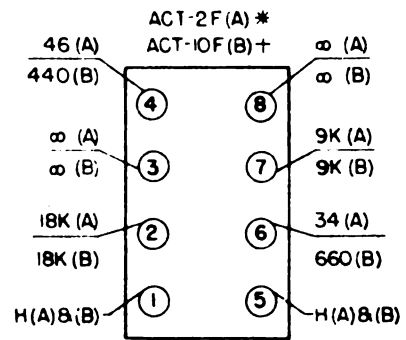 ACT-2F(A) *
ACT-10F(B)+
46 (A)
440(B)
4
8
∞ (A)
∞ (B)
∞ (A)
∞ (B)
3
7
9K(A)
9K(B)
18K(A)
18K(B)
2
6
34(A)
660(B)
H(A)&(B)
1
5
H(A)&(B)